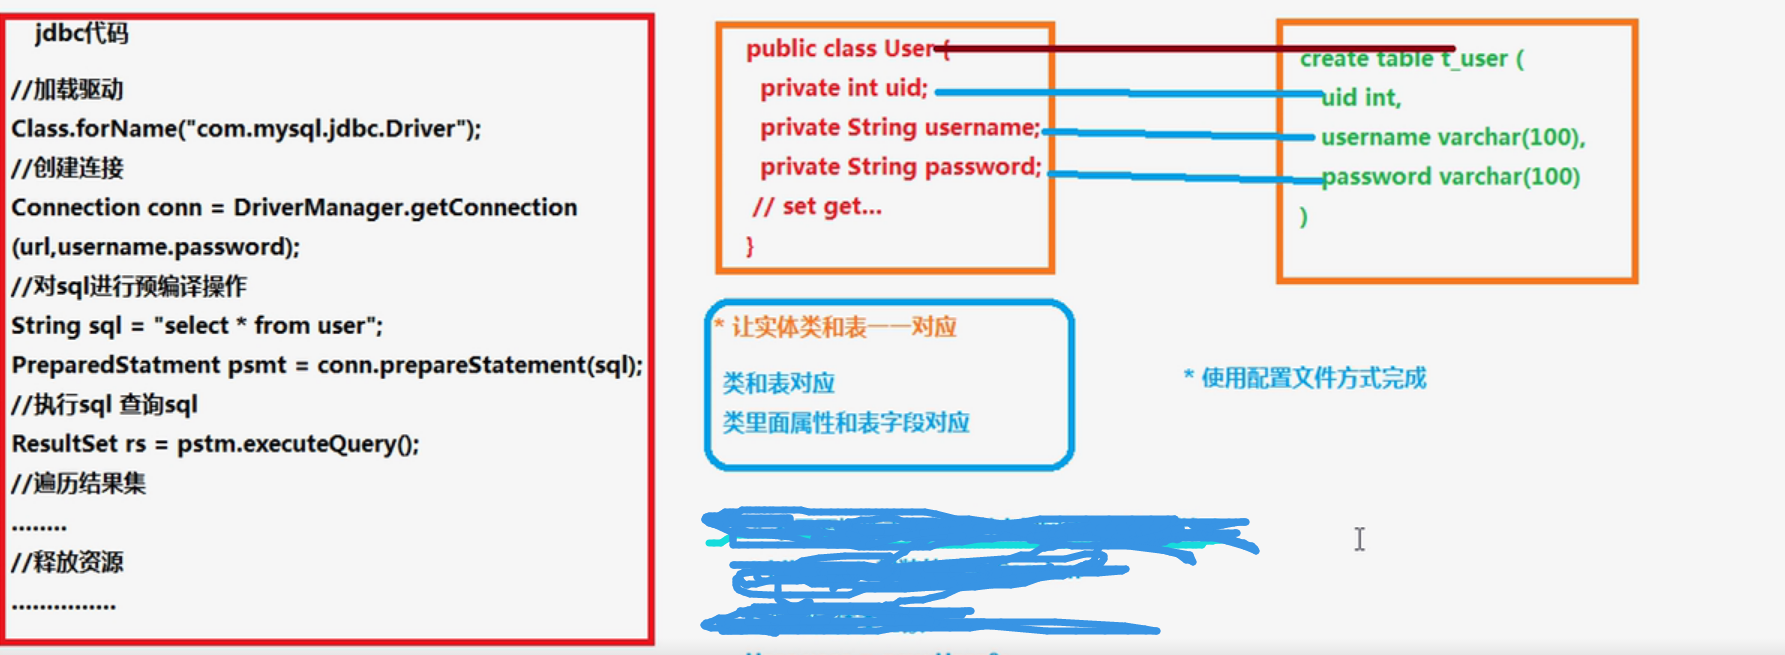 jdbc代码
//加载驱动
Class.forName("com.mysql.jdbc.Driver");
//创建连接
Connection conn = DriverManager.getConnection
(url,username.password);
//对sql进行预编译操作
String sql = "select * from user";
PreparedStatment psmt = conn.prepareStatement(sql);
//执行sql 查询sql
ResultSet rs = pstm.executeQuery();
//遍历结果集
........
//释放资源
...............
public class User {
private int uid;
private String username;
private String password;
// set get...
}
create table t_user (
uid int,
username varchar(100),
password varchar(100)
)
* 让实体类和表一一对应
类和表对应
类里面属性和表字段对应
* 使用配置文件方式完成